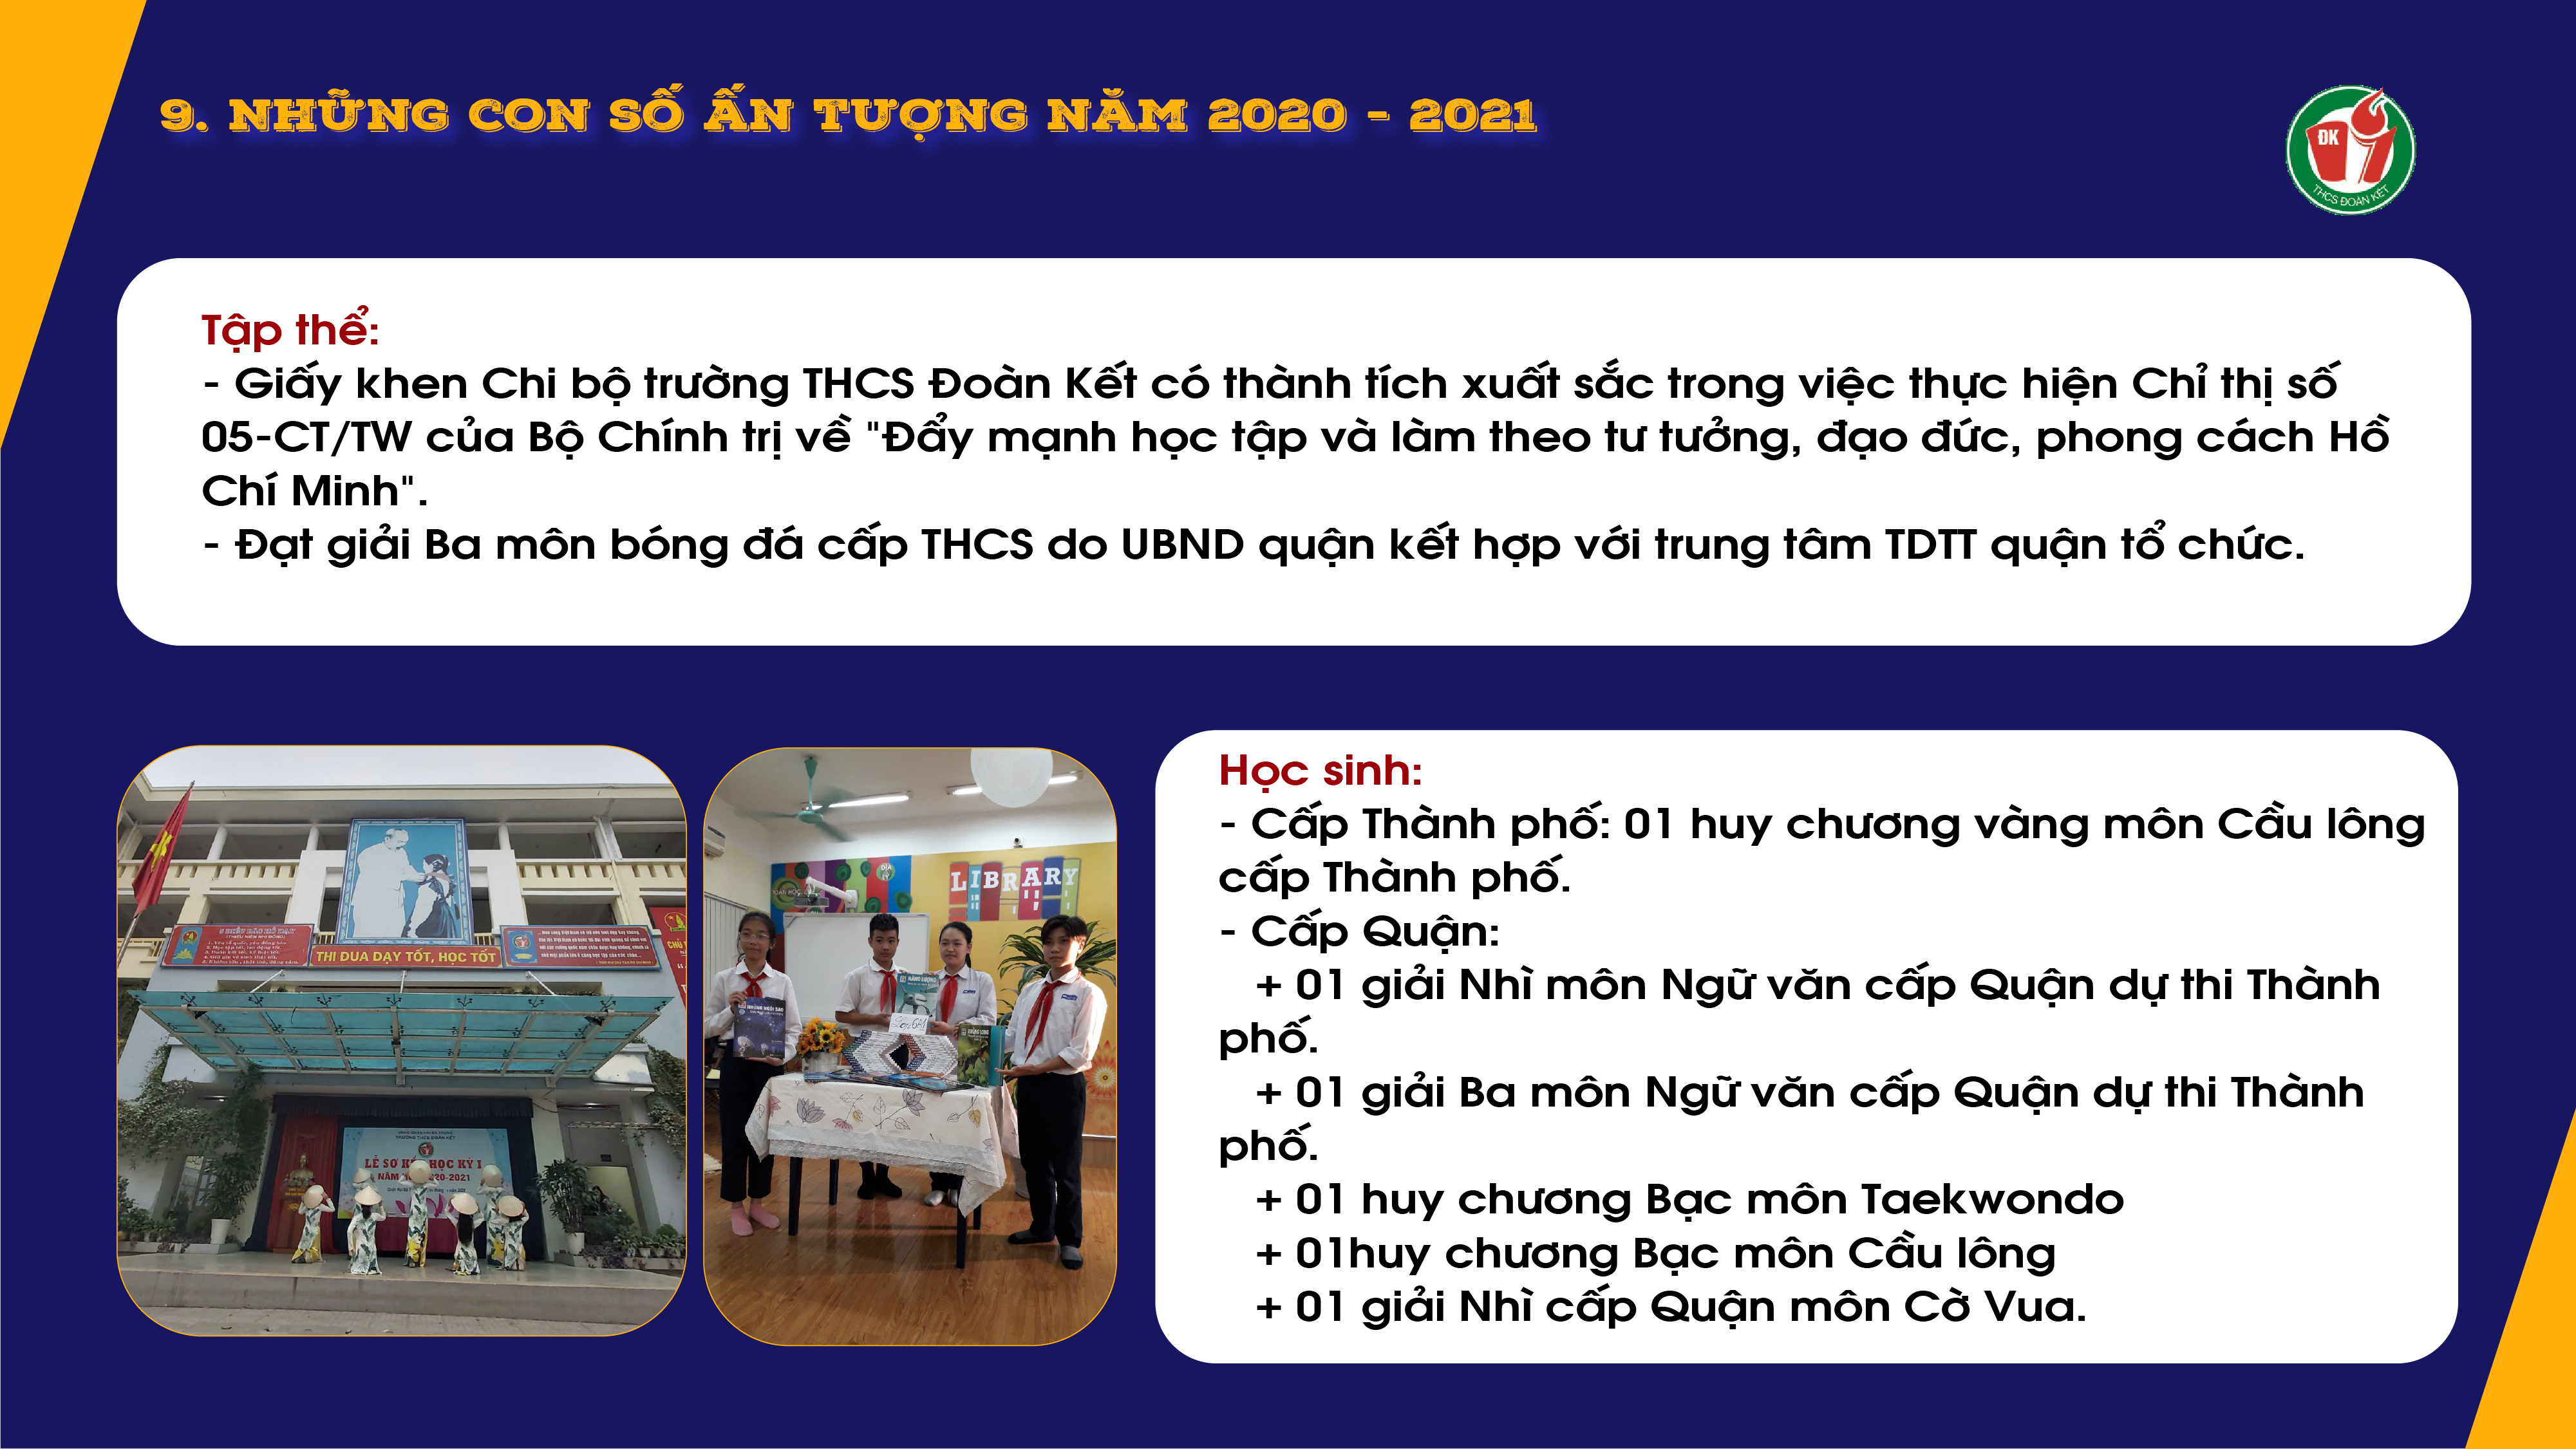 9. NHỮNG CON SỐ ẤN TƯỢNG NĂM 2020 - 2021
ĐK
THCS ĐOÀN KẾT
Tập thể:
- Giấy khen Chi bộ trường THCS Đoàn Kết có thành tích xuất sắc trong việc thực hiện Chỉ thị số
05-CT/TW của Bộ Chính trị về "Đẩy mạnh học tập và làm theo tư tưởng, đạo đức, phong cách Hồ
Chí Minh".
- Đạt giải Ba môn bóng đá cấp THCS do UBND quận kết hợp với trung tâm TDTT quận tổ chức.
THI DUA DẠY TỐT, HỌC TỐT
TRƯỜNG THCS ĐOÀN KẾT
LỄ SƠ HỌC KỲ I
LIBRARY
Học sinh:
- Cấp Thành phố: 01 huy chương vàng môn Cầu lông
cấp Thành phố.
- Cấp Quận:
+ 01 giải Nhì môn Ngữ văn cấp Quận dự thi Thành
phố.
+ 01 giải Ba môn Ngữ văn cấp Quận dự thi Thành
phố.
+ 01 huy chương Bạc môn Taekwondo
+ 01huy chương Bạc môn Cầu lông
+ 01 giải Nhì cấp Quận môn Cờ Vua.